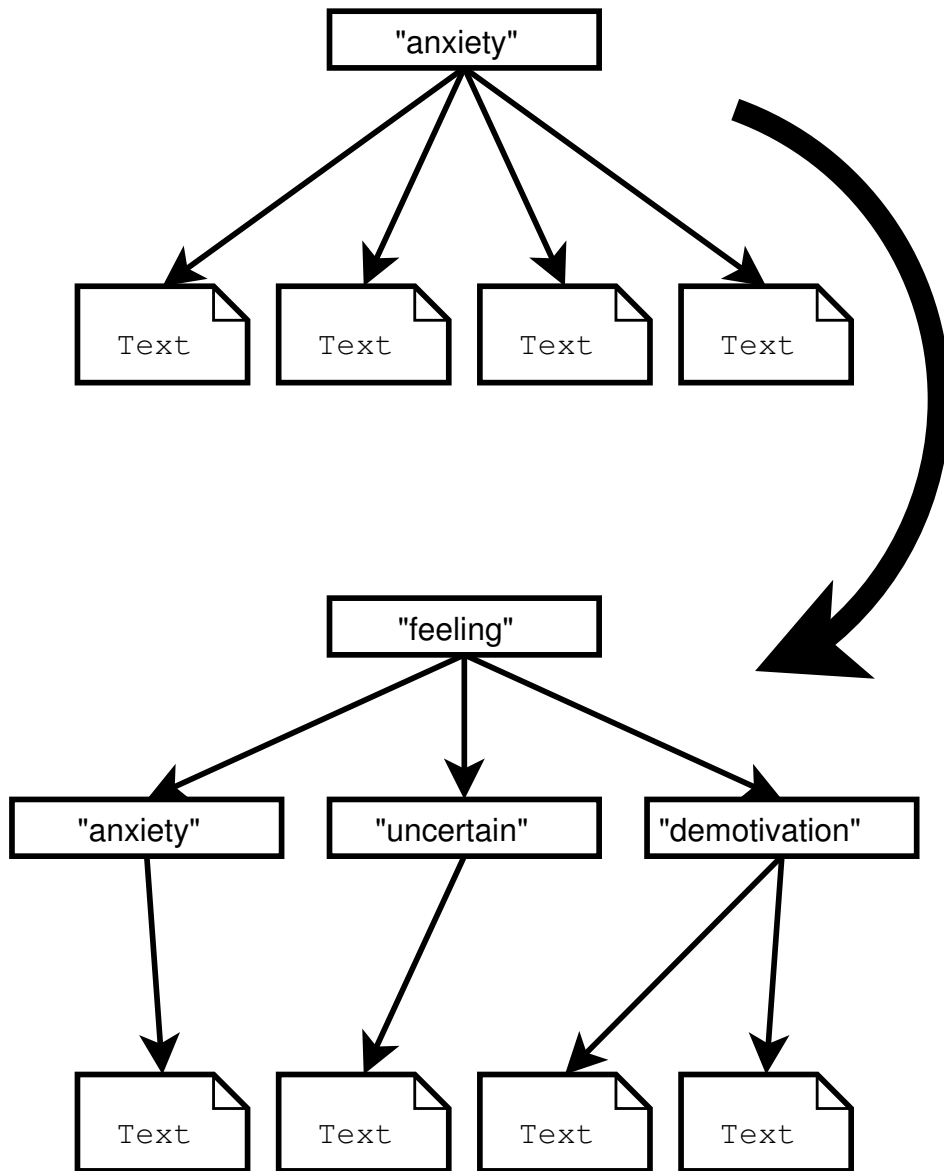 "anxiety"
Text Text Text Text
"feeling"
"anxiety" "uncertain" "demotivation"
Text Text Text Text